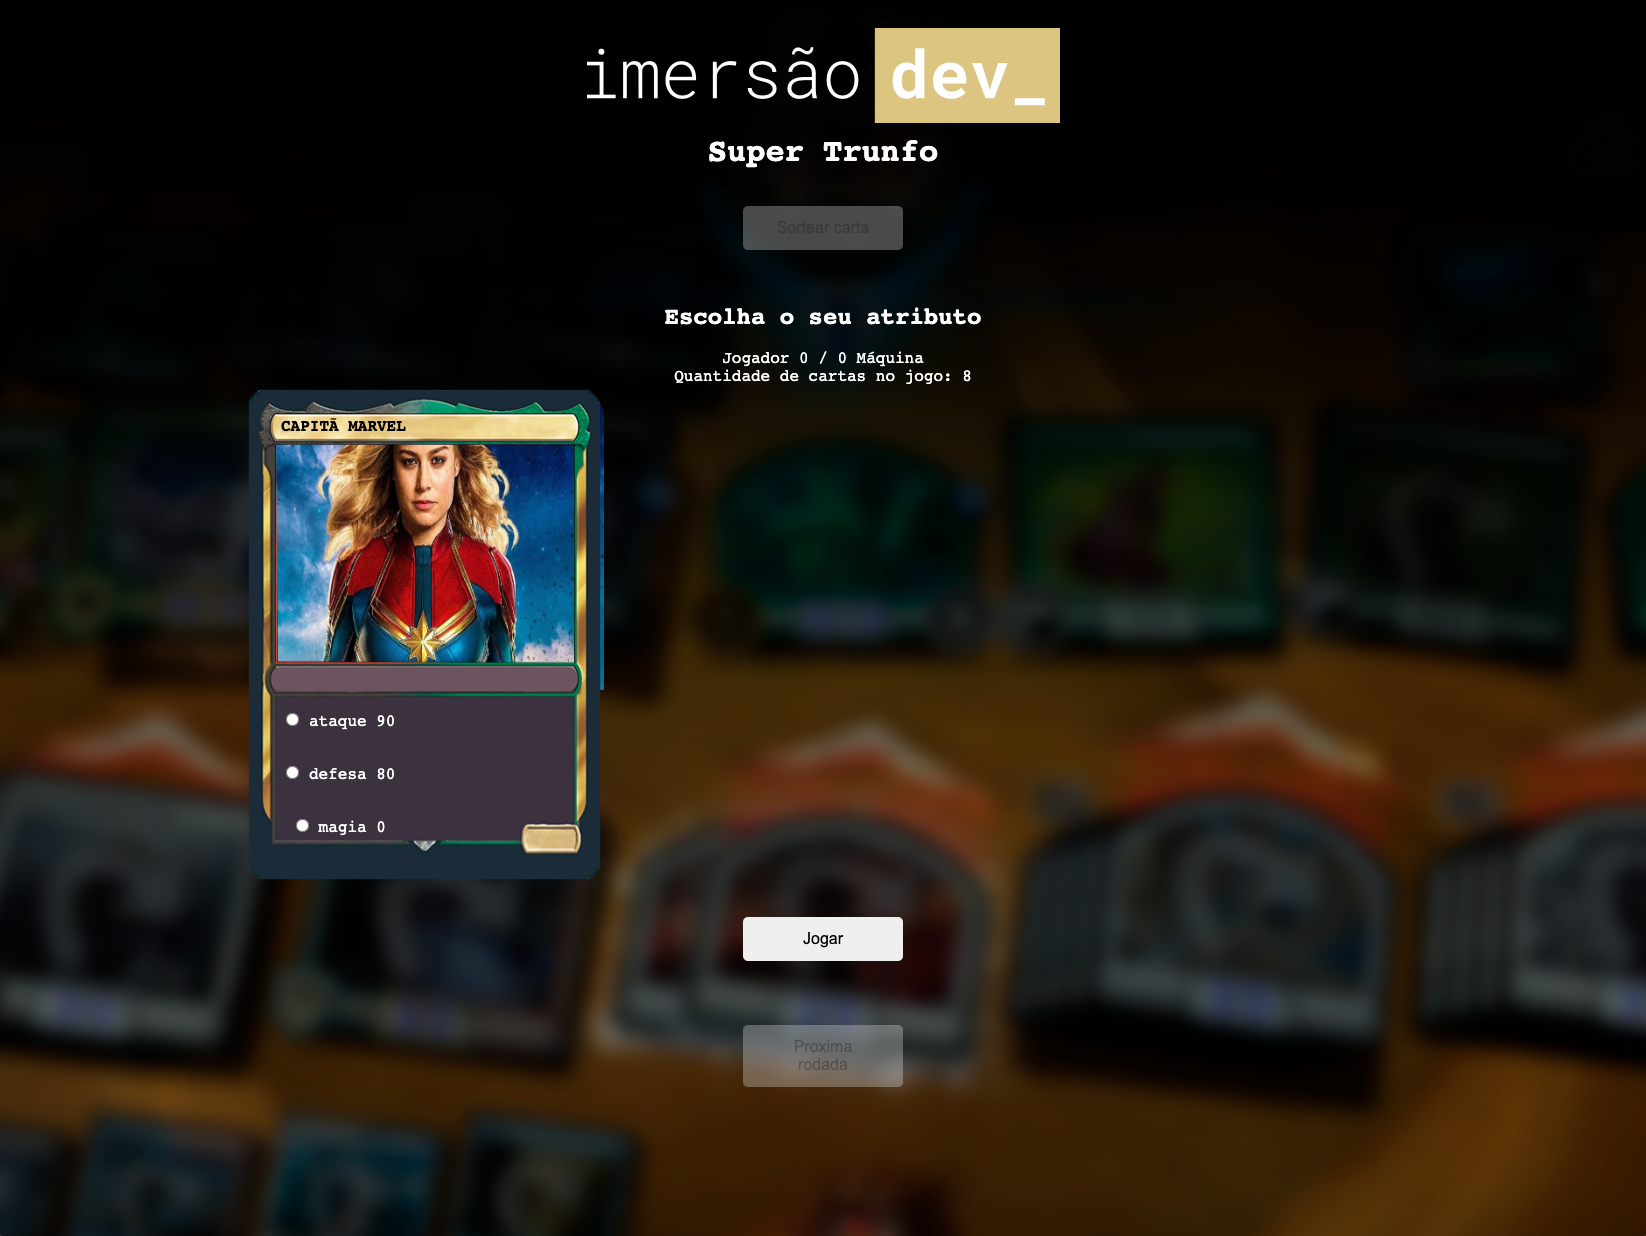 imersão dev_
Super Trunfo
Sortear carta
Escolha o seu atributo
Jogador 0 / 0 Máquina
Quantidade de cartas no jogo: 8
CAPITÃ MARVEL
ataque 90
defesa 80
magia 0
Jogar
Proxima
rodada